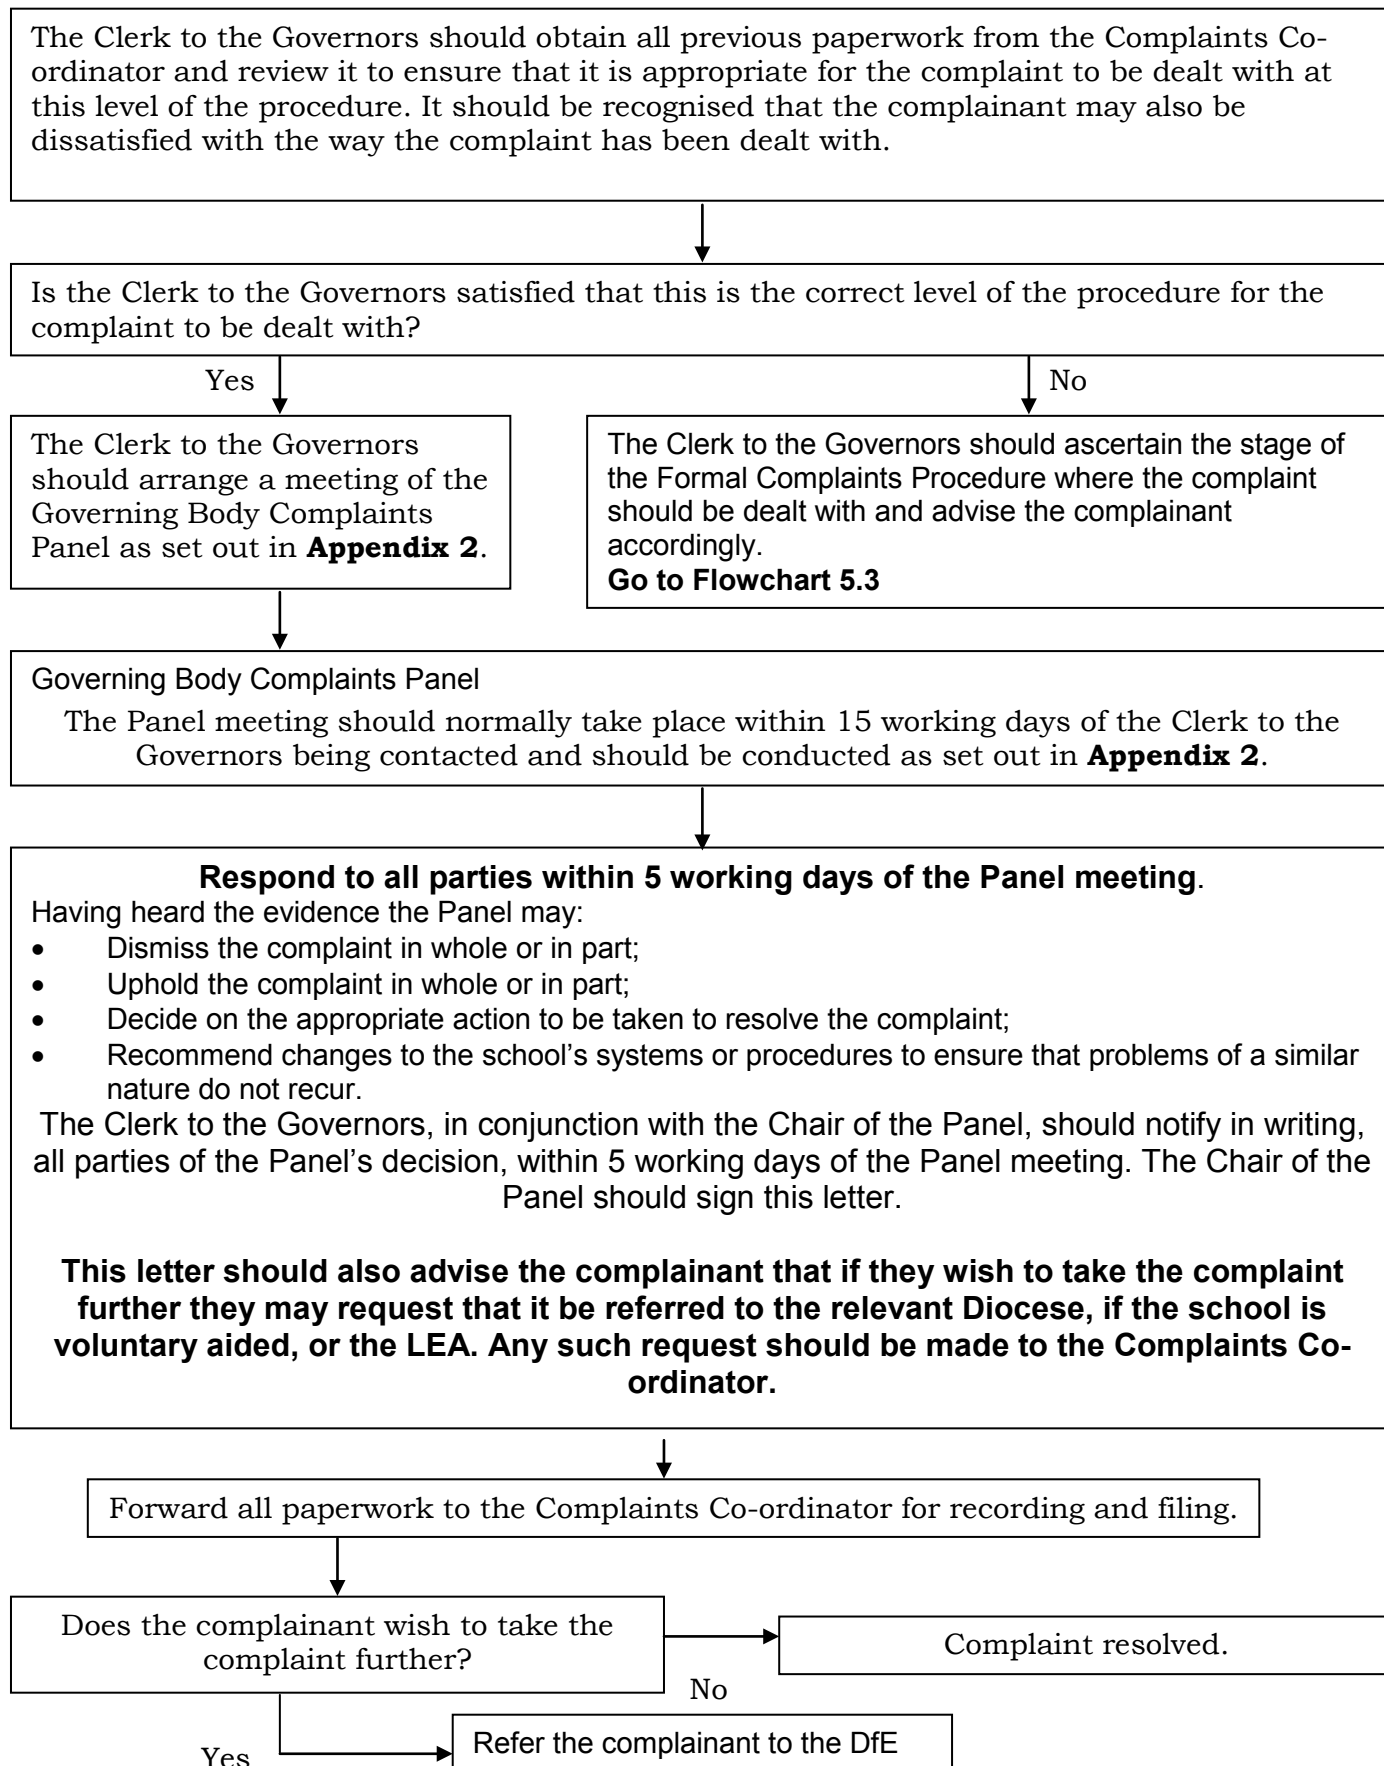 The Clerk to the Governors should obtain all previous paperwork from the Complaints Co-
ordinator and review it to ensure that it is appropriate for the complaint to be dealt with at
this level of the procedure. It should be recognised that the complainant may also be
dissatisfied with the way the complaint has been dealt with.
Is the Clerk to the Governors satisfied that this is the correct level of the procedure for the
complaint to be dealt with?
Yes
No
The Clerk to the Governors
should arrange a meeting of the
Governing Body Complaints
Panel as set out in Appendix 2.
The Clerk to the Governors should ascertain the stage of
the Formal Complaints Procedure where the complaint
should be dealt with and advise the complainant
accordingly.
Go to Flowchart 5.3
Governing Body Complaints Panel
The Panel meeting should normally take place within 15 working days of the Clerk to the
Governors being contacted and should be conducted as set out in Appendix 2.
Respond to all parties within 5 working days of the Panel meeting.
Having heard the evidence the Panel may:
• Dismiss the complaint in whole or in part;
• Uphold the complaint in whole or in part;
• Decide on the appropriate action to be taken to resolve the complaint;
• Recommend changes to the school's systems or procedures to ensure that problems of a similar
nature do not recur.
The Clerk to the Governors, in conjunction with the Chair of the Panel, should notify in writing,
all parties of the Panel's decision, within 5 working days of the Panel meeting. The Chair of the
Panel should sign this letter.
This letter should also advise the complainant that if they wish to take the complaint
further they may request that it be referred to the relevant Diocese, if the school is
voluntary aided, or the LEA. Any such request should be made to the Complaints Co-
ordinator.
Forward all paperwork to the Complaints Co-ordinator for recording and filing.
Does the complainant wish to take the
complaint further?
Complaint resolved.
No
Yes
Refer the complainant to the DfE